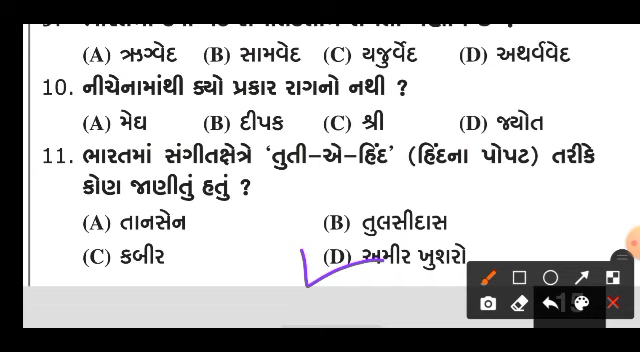 (A) ઋગ્વેદ (B) સામવેદ (C) યજુર્વેદ (D) અથર્વવેદ
10. નીચેનામાંથી ક્યો પ્રકાર રાગનો નથી ?
(A) મેઘ (B) દીપક (C) શ્રી (D) જ્યોત
11. ભારતમાં સંગીતક્ષેત્રે ‘તુતી–એ–હિંદ’ (હિંદના પોપટ) તરીકે
કોણ જાણીતું હતું ?
(A) તાનસેન (B) તુલસીદાસ
(C) કબીર (D) અમીર ખુશરો
15